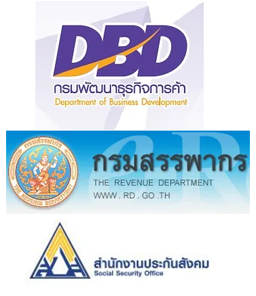 DBD
กรมพัฒนาธุรกิจการค้า
Department of Business Development
กรมสรรพากร
THE REVENUE DEPARTMENT
WWW.RD.GO.TH
สำนักงานประกันสังคม
Social Security Office